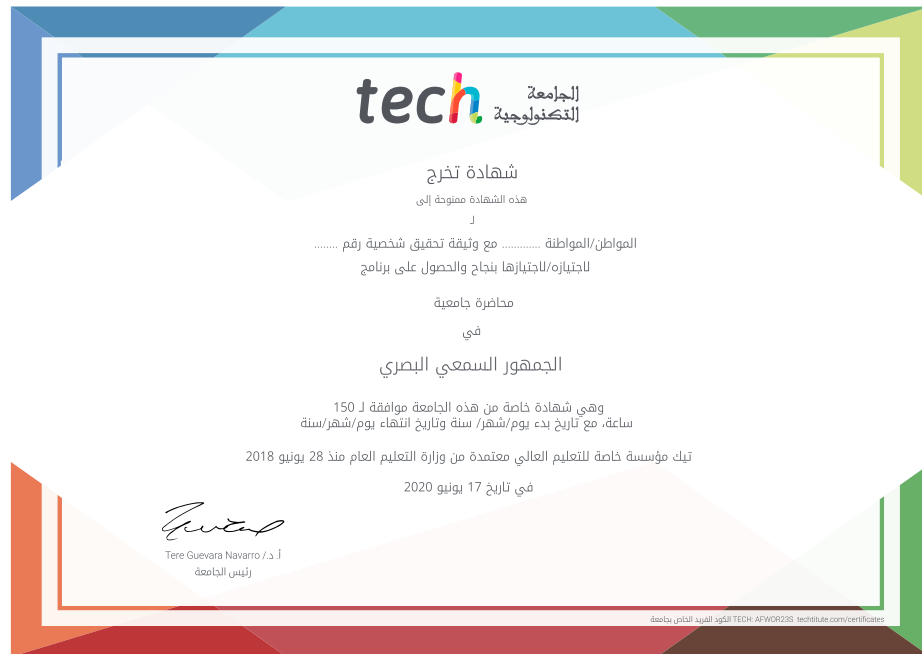 tech الجامعة
التكنولوجية
شهادة تخرج
هذه الشهادة ممنوحة إلى
لـ
المواطن/المواطنة ............ مع وثيقة تحقيق شخصية رقم ........
لاجتيازه/لاجتيازها بنجاح والحصول على برنامج
محاضرة جامعية
في
الجمهور السمعي البصري
وهي شهادة خاصة من هذه الجامعة موافقة لـ 150
ساعة، مع تاريخ بدء يوم/شهر/ سنة وتاريخ انتهاء يوم/شهر/سنة
تيك مؤسسة خاصة للتعليم العالي معتمدة من وزارة التعليم العام منذ 28 يونيو 2018
في تاريخ 17 يونيو 2020
أ. د./ Tere Guevara Navarro
رئيس الجامعة
الكود الفريد الخاص بجامعة TECH: AFWOR23S techtitute.com/certificates